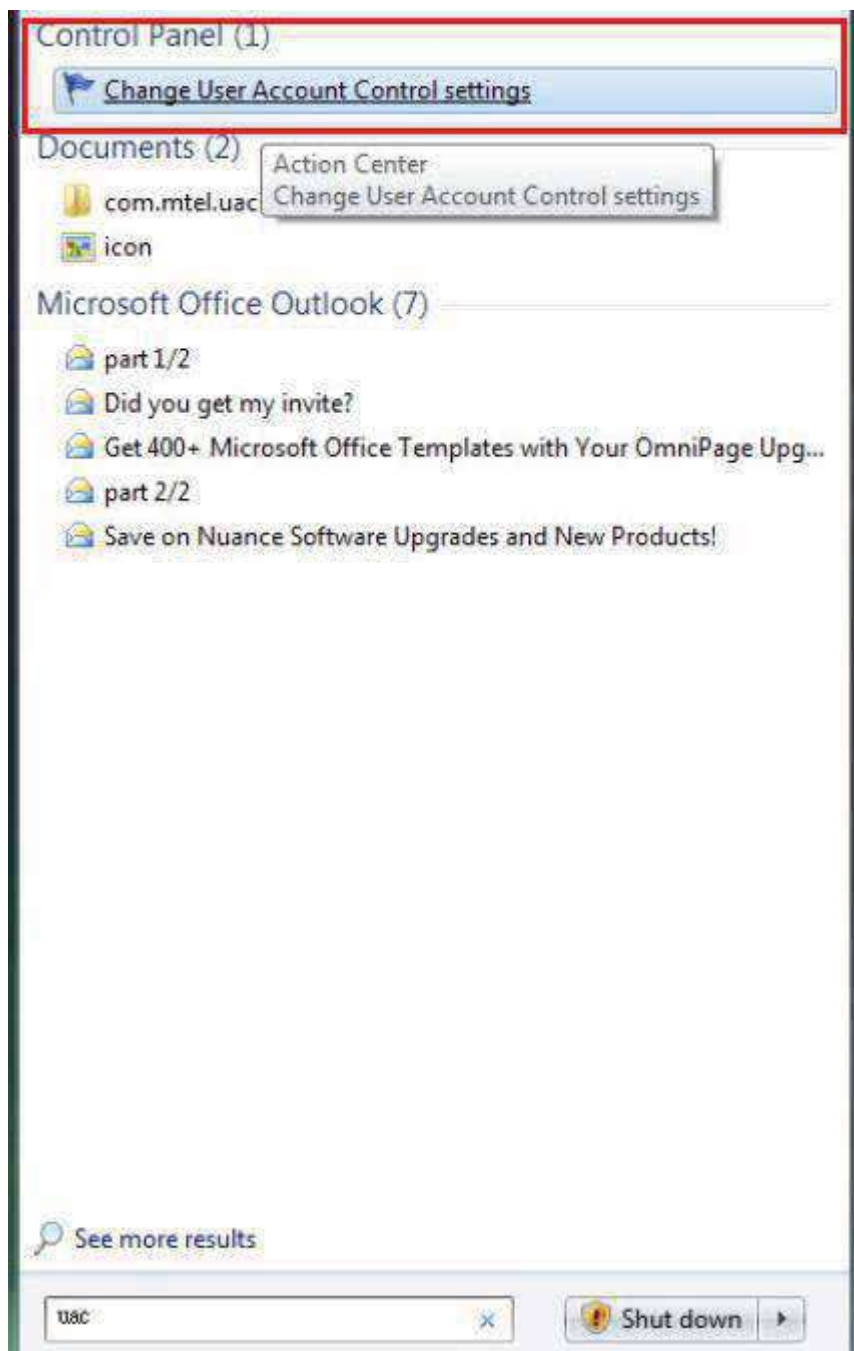 Control Panel (1)
Change User Account Control settings
Documents (2)
Action Center
com.mtel.uac
Change User Account Control settings
icon
Microsoft Office Outlook (7)
part 1/2
Did you get my invite?
Get 400+ Microsoft Office Templates with Your OmniPage Upg...
part 2/2
Save on Nuance Software Upgrades and New Products!
See more results
uac
Shut down